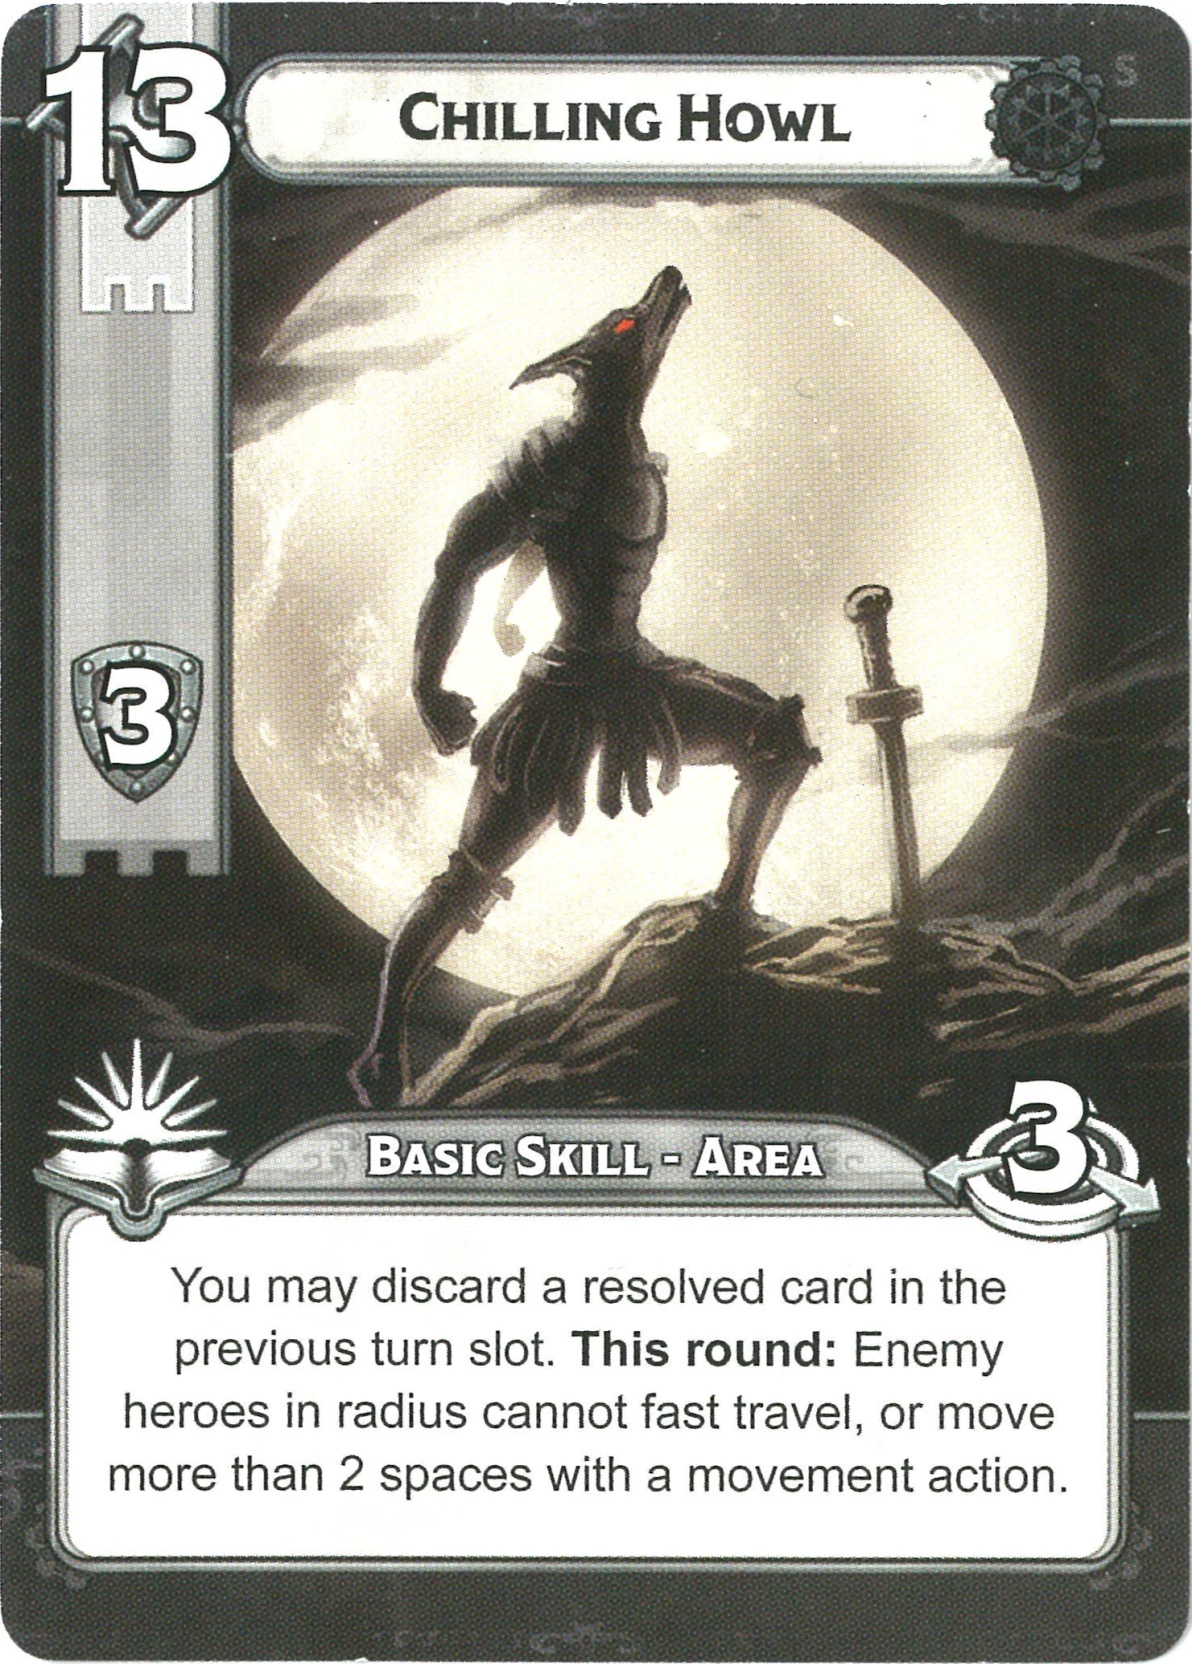 13
CHILLING HOWL
S
3
BASIC SKILL - AREA
3
You may discard a resolved card in the
previous turn slot. This round: Enemy
heroes in radius cannot fast travel, or move
more than 2 spaces with a movement action.